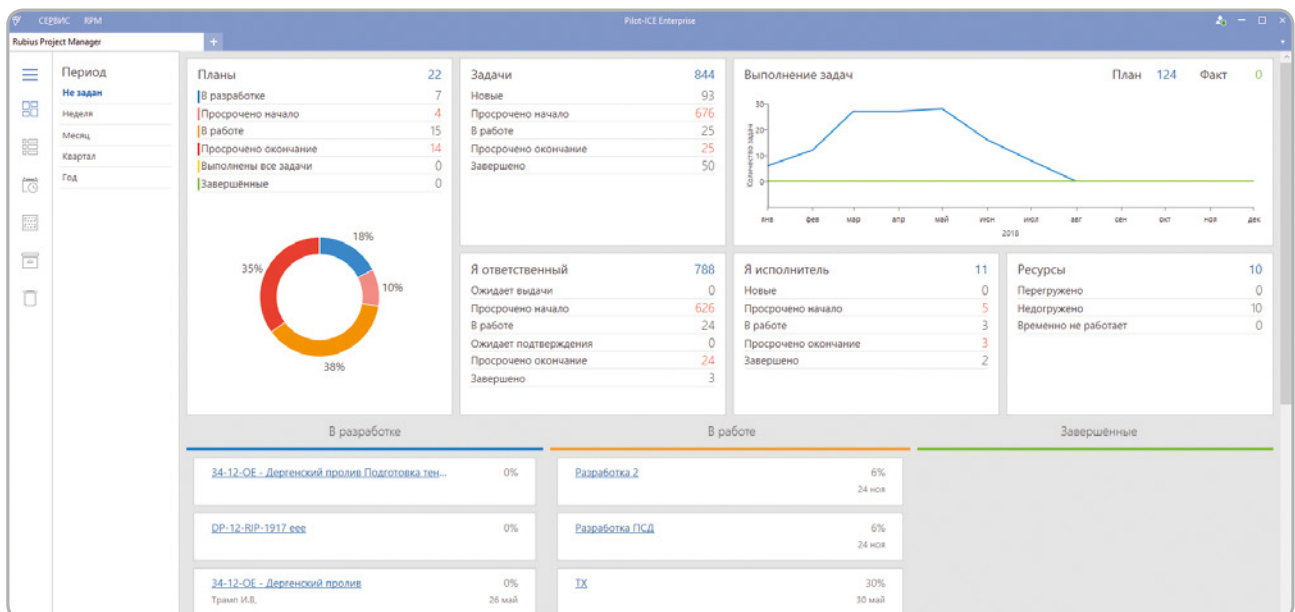 СЕРВИС RPM
Pilot-ICE Enterprise
Rubius Project Manager
Период
Не задан
Неделя
Месяц
Квартал
Год
Планы 22
В разработке 7
Просрочено начало 4
В работе 15
Просрочено окончание 14
Выполнены все задачи 0
Завершённые 0
18%
10%
38%
35%
Задачи 844
Новые 93
Просрочено начало 676
В работе 25
Просрочено окончание 25
Завершено 50
Выполнение задач План 124 Факт 0
Количество задач
30
20
10
0
янв фев мар апр май июн июл авг сен окт ноя дек
2018
Я ответственный 788
Ожидает выдачи 0
Просрочено начало 626
В работе 24
Ожидает подтверждения 0
Просрочено окончание 24
Завершено 3
Я исполнитель 11
Новые 0
Просрочено начало 5
В работе 3
Просрочено окончание 3
Завершено 2
Ресурсы 10
Перегружено 0
Недогружено 10
Временно не работает 0
В разработке
34-12-ОЕ - Дергенский пролив Подготовка тен... 0%
DP-12-RIP-1917 eee 0%
34-12-ОЕ - Дергенский пролив 0%
Трамп И.В, 26 май
В работе
Разработка 2 6%
24 ноя
Разработка ПСД 6%
24 ноя
ТХ 30%
30 май
Завершённые